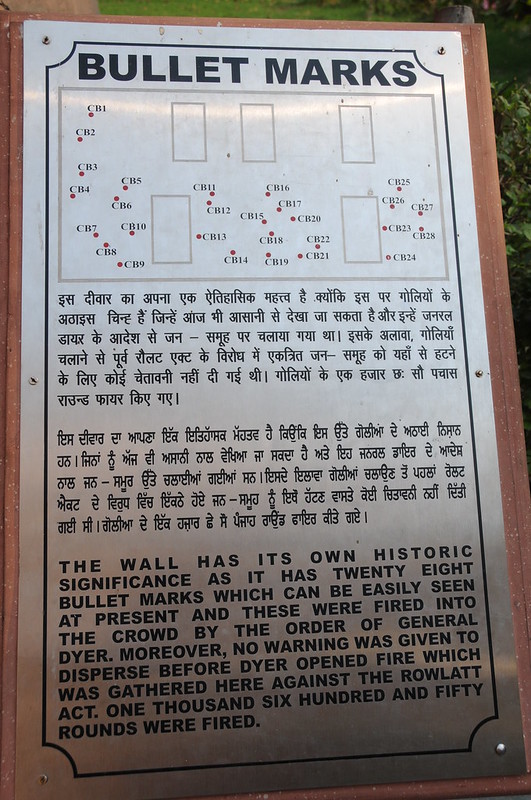 BULLET MARKS
CB1
CB2
CB3
CB4
CB5
CB6
CB7
CB8
CB9
CB10
CB11
CB12
CB13
CB14
CB15
CB16
CB17
CB18
CB19
CB20
CB21
CB22
CB23
CB24
CB25
CB26
CB27
CB28
इस दीवार का अपना एक ऐतिहासिक महत्त्व है क्योंकि इस पर गोलियों के
अठाइस चिन्ह हैं जिन्हें आज भी आसानी से देखा जा सकता है और इन्हें जनरल
डायर के आदेश से जन – समूह पर चलाया गया था। इसके अलावा, गोलियाँ
चलाने से पूर्व रौलट एक्ट के विरोध में एकत्रित जन– समूह को यहाँ से हटने
के लिए कोई चेतावनी नहीं दी गई थी। गोलियों के एक हजार छः सौ पचास
राउन्ड फायर किए गए।
ਇਸ ਦੀਵਾਰ ਦਾ ਆਪਣਾ ਇੱਕ ਇਤਿਹਾਸਕ ਮੱਹਤਵ ਹੈ ਕਿਉਂਕਿ ਇਸ ਉੱਤੇ ਗੋਲੀਆਂ ਦੇ ਅਠਾਈ ਨਿਸ਼ਾਨ
ਹਨ। ਜਿਨਾਂ ਨੂੰ ਅੱਜ ਵੀ ਅਸਾਨੀ ਨਾਲ ਵੇਖਿਆ ਜਾ ਸਕਦਾ ਹੈ ਅਤੇ ਇਹ ਜਨਰਲ ਡਾਇਰ ਦੇ ਆਦੇਸ਼
ਨਾਲ ਜਨ – ਸਮੂਹ ਉੱਤੇ ਚਲਾਈਆਂ ਗਈਆਂ ਸਨ। ਇਸਦੇ ਇਲਾਵਾ ਗੋਲੀਆਂ ਚਲਾਉਣ ਤੋਂ ਪਹਲਾਂ ਰੋਲਟ
ਐਕਟ ਦੇ ਵਿਰੁਧ ਵਿੱਚ ਇੱਕਠੇ ਹੋਏ ਜਨ – ਸਮੂਹ ਨੂੰ ਇਥੋਂ ਹੱਟਣ ਵਾਸਤੇ ਕੋਈ ਚਿਤਾਵਨੀ ਨਹੀਂ ਦਿੱਤੀ
ਗਈ ਸੀ। ਗੋਲੀਆ ਦੇ ਇੱਕ ਹਜ਼ਾਰ ਛੇ ਸੋ ਪੰਜਾਹ ਰਾਉਂਡ ਫਾਇਰ ਕੀਤੇ ਗਏ।
THE WALL HAS ITS OWN HISTORIC
SIGNIFICANCE AS IT HAS TWENTY EIGHT
BULLET MARKS WHICH CAN BE EASILY SEEN
AT PRESENT AND THESE WERE FIRED INTO
THE CROWD BY THE ORDER OF GENERAL
DYER. MOREOVER, NO WARNING WAS GIVEN TO
DISPERSE BEFORE DYER OPENED FIRE WHICH
WAS GATHERED HERE AGAINST THE ROWLATT
ACT. ONE THOUSAND SIX HUNDRED AND FIFTY
ROUNDS WERE FIRED.